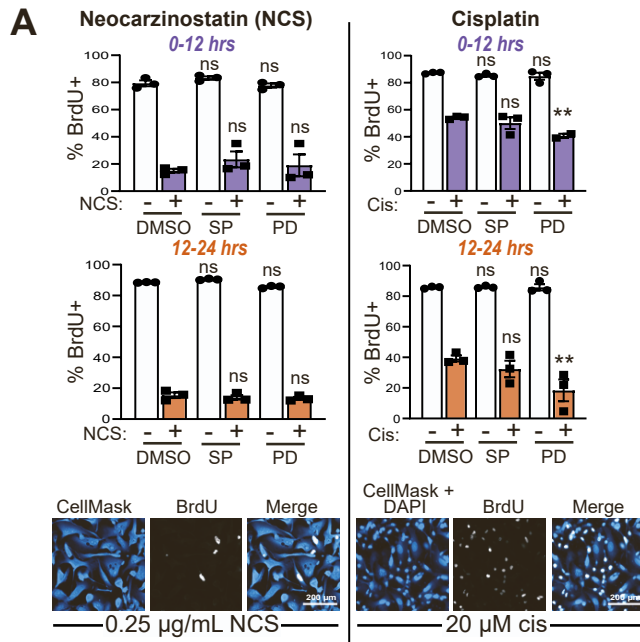 A
Neocarzinostatin (NCS)
0-12 hrs
% BrdU+
80
60
40
20
0
ns
ns
ns
ns
NCS: - + - + - +
DMSO SP PD
12-24 hrs
% BrdU+
100
80
60
40
20
0
ns
ns
ns
ns
NCS: - + - + - +
DMSO SP PD
CellMask BrdU Merge
200 µm
0.25 µg/mL NCS
Cisplatin
0-12 hrs
% BrdU+
100
80
60
40
20
0
ns
ns
ns
**
Cis: - + - + - +
DMSO SP PD
12-24 hrs
% BrdU+
100
80
60
40
20
0
ns
ns
ns
**
Cis: - + - + - +
DMSO SP PD
CellMask +
DAPI BrdU Merge
200 µm
20 µM cis